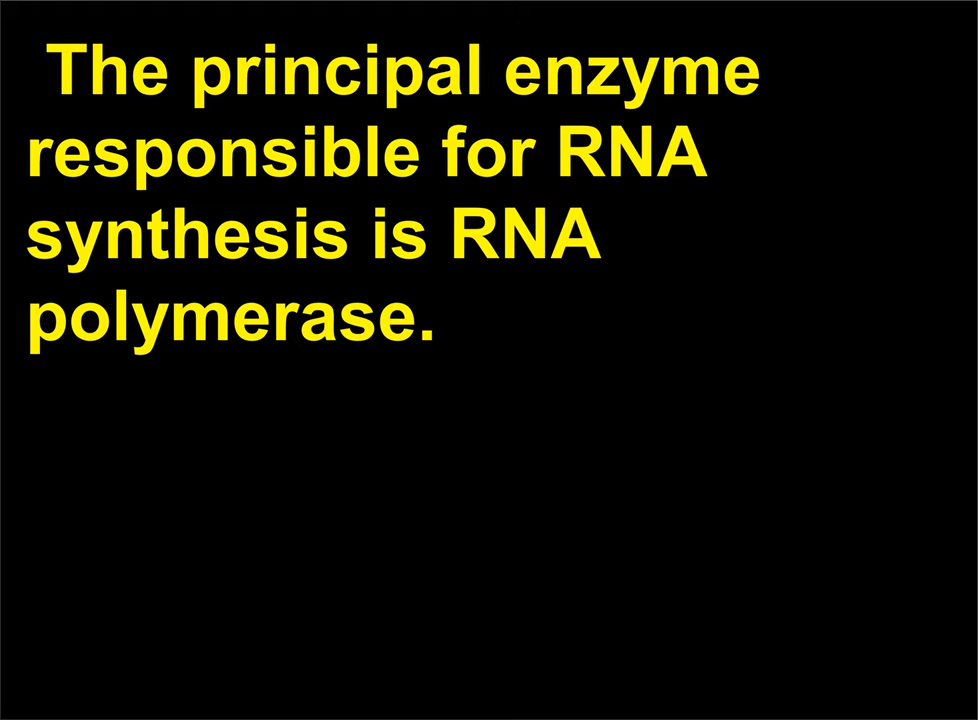 The principal enzyme
responsible for RNA
synthesis is RNA
polymerase.